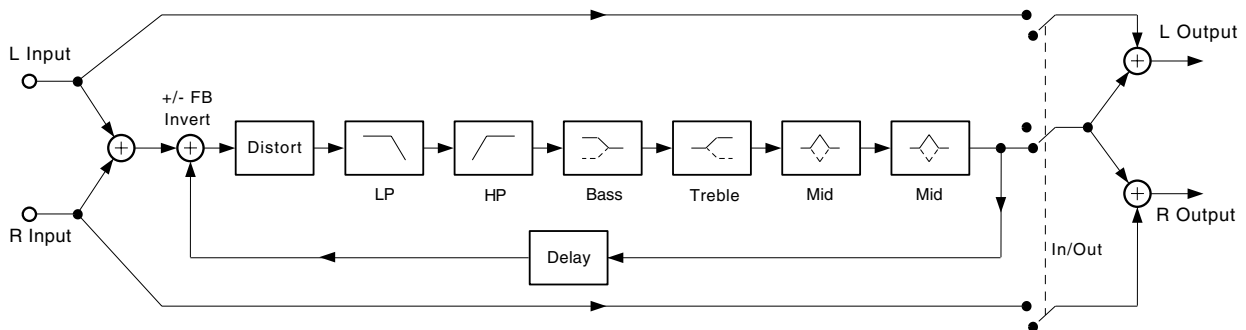 L Input
L Output
+/- FB
Invert
Distort
LP
HP
Bass
Treble
Mid
Mid
R Input
R Output
Delay
In/Out